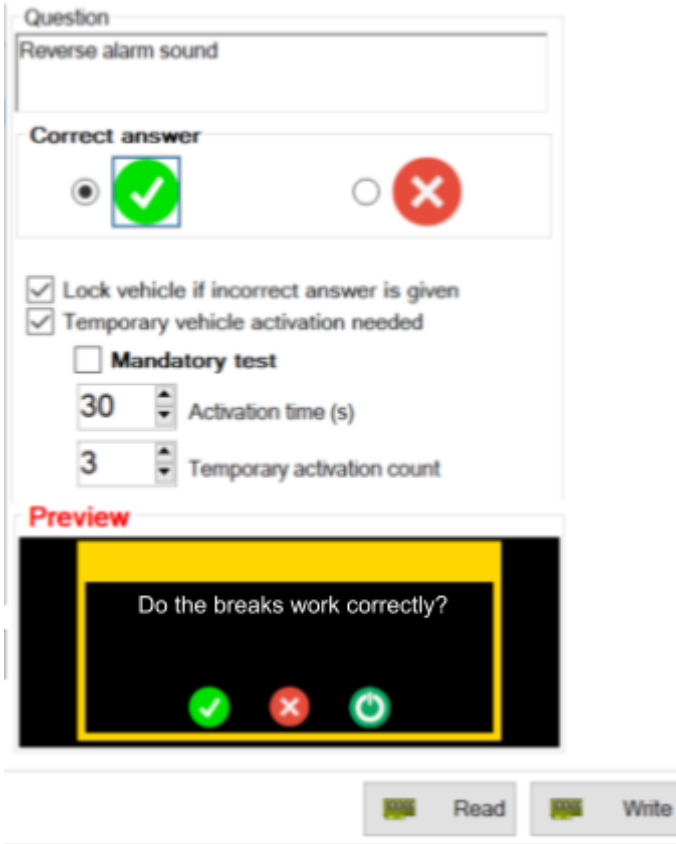 Question
Reverse alarm sound
Correct answer
Lock vehicle if incorrect answer is given
Temporary vehicle activation needed
Mandatory test
30 Activation time (s)
3 Temporary activation count
Preview
Do the breaks work correctly?
Read Write